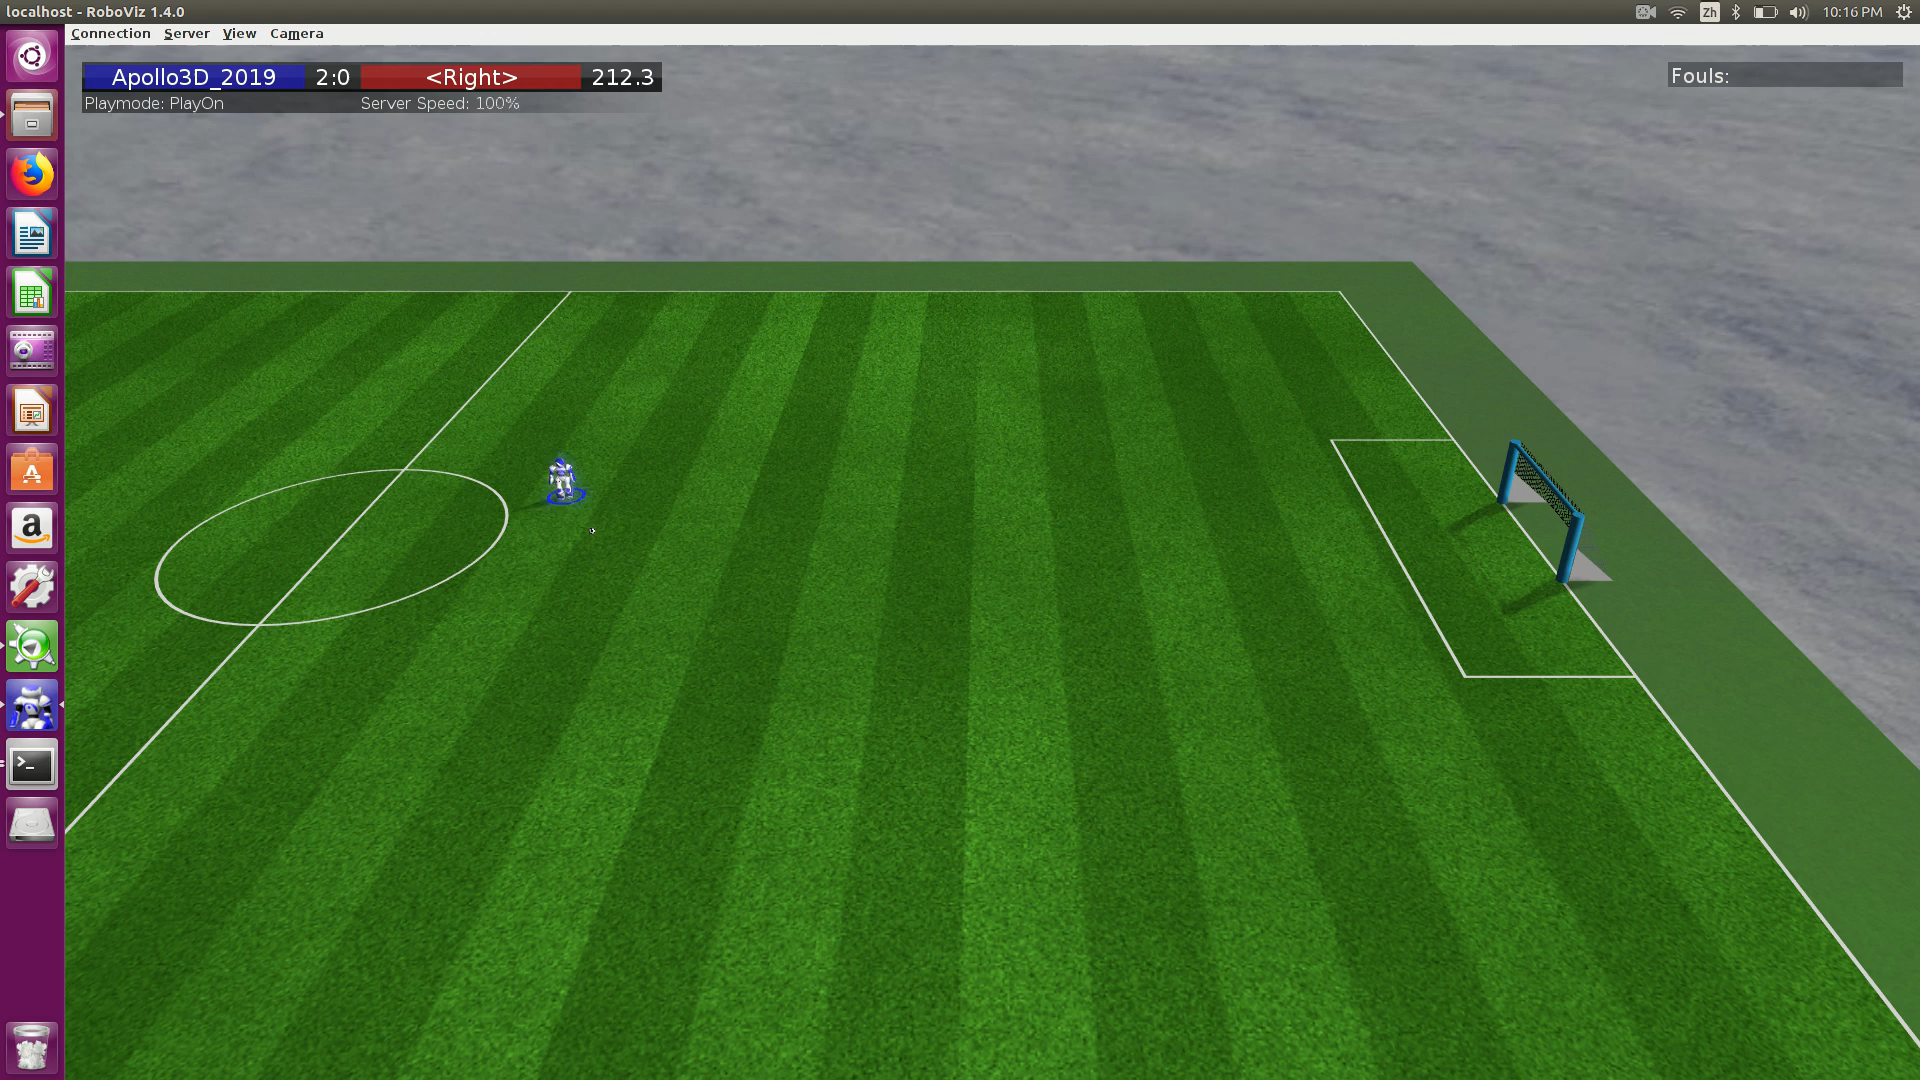 localhost - RoboViz 1.4.0
Zh
10:16 PM
Connection Server View Camera
Apollo3D_2019 2:0 <Right> 212.3
Fouls:
Playmode: PlayOn Server Speed: 100%